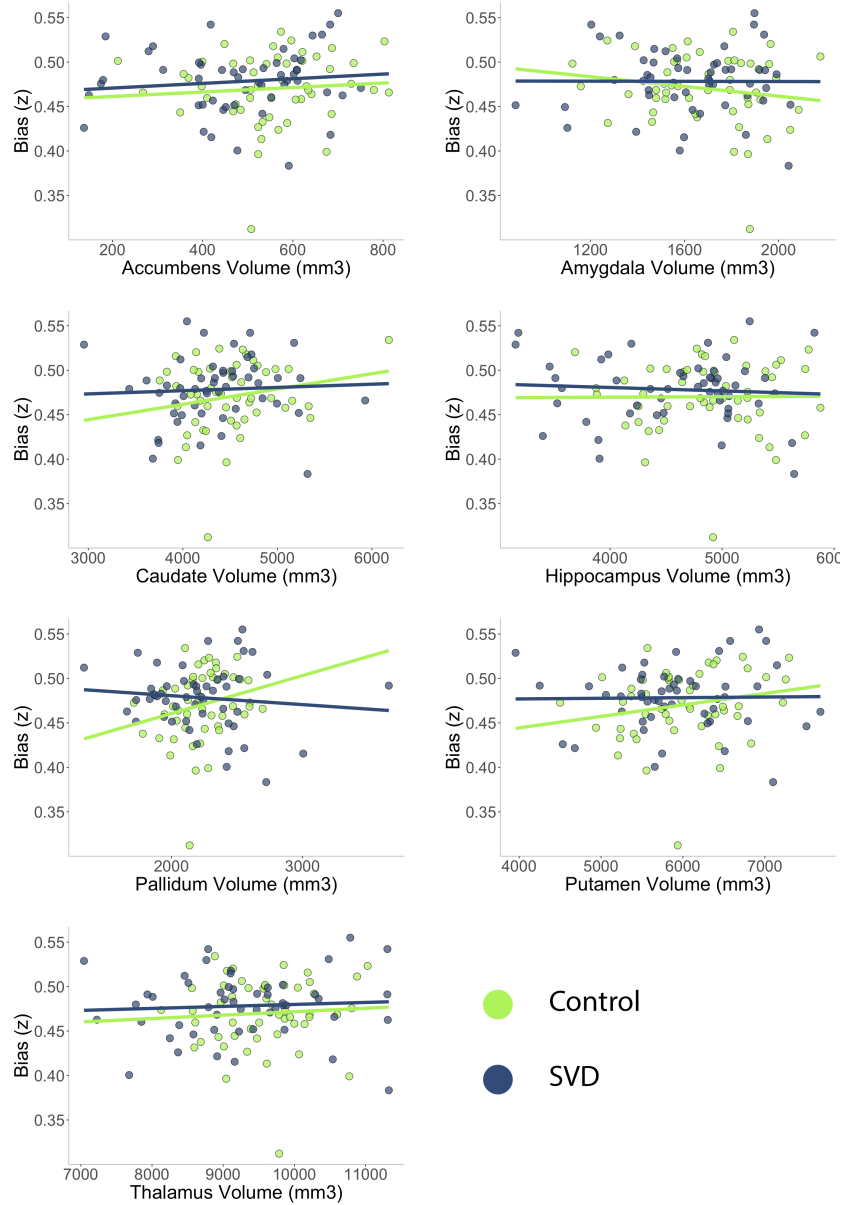 0.55
0.50
0.45
0.40
0.35
Bias (z)
200 400 600 800
Accumbens Volume (mm3)
0.55
0.50
0.45
0.40
0.35
Bias (z)
1200 1600 2000
Amygdala Volume (mm3)
0.55
0.50
0.45
0.40
0.35
Bias (z)
3000 4000 5000 6000
Caudate Volume (mm3)
0.55
0.50
0.45
0.40
0.35
Bias (z)
4000 5000 600
Hippocampus Volume (mm3)
0.55
0.50
0.45
0.40
0.35
Bias (z)
2000 3000
Pallidum Volume (mm3)
0.55
0.50
0.45
0.40
0.35
Bias (z)
4000 5000 6000 7000
Putamen Volume (mm3)
0.55
0.50
0.45
0.40
0.35
Bias (z)
7000 8000 9000 10000 11000
Thalamus Volume (mm3)
Control
SVD